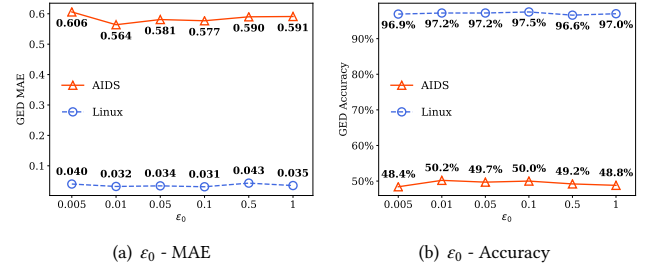 0.6
0.5
0.4
0.3
0.2
0.1
GED MAE
0.606
0.564
0.581
0.577
0.590
0.591
AIDS
Linux
0.040
0.032
0.034
0.031
0.043
0.035
0.005 0.01 0.05 0.1 0.5 1
ε0
(a) ε0 - MAE
90%
80%
70%
60%
50%
GED Accuracy
96.9%
97.2%
97.2%
97.5%
96.6%
97.0%
AIDS
Linux
48.4%
50.2%
49.7%
50.0%
49.2%
48.8%
0.005 0.01 0.05 0.1 0.5 1
ε0
(b) ε0 - Accuracy